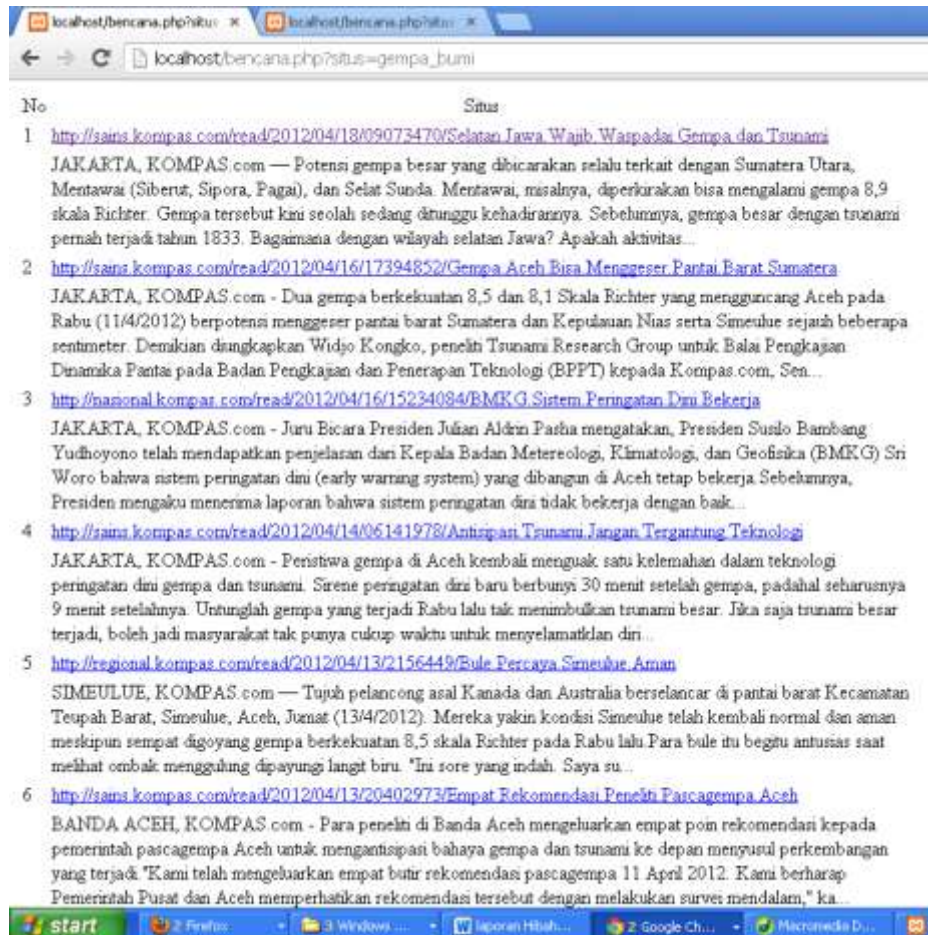 localhost/bencana.php?situs localhost/bencana.php?situs
localhost/bencana.php?situs=gempa_bumi
No Situs
1 http://sains.kompas.com/read/2012/04/18/09073470/Selatan.Jawa.Wajib.Waspadai.Gempa.dan.Tsunami
JAKARTA, KOMPAS.com — Potensi gempa besar yang dibicarakan selalu terkait dengan Sumatera Utara,
Mentawai (Siberut, Sipora, Pagai), dan Selat Sunda. Mentawai, misalnya, diperkirakan bisa mengalami gempa 8,9
skala Richter. Gempa tersebut kini seolah sedang ditunggu kehadirannya. Sebelumnya, gempa besar dengan tsunami
pernah terjadi tahun 1833. Bagaimana dengan wilayah selatan Jawa? Apakah aktivitas...
2 http://sains.kompas.com/read/2012/04/16/17394852/Gempa.Aceh.Bisa.Menggeser.Pantai.Barat.Sumatera
JAKARTA, KOMPAS.com - Dua gempa berkekuatan 8,5 dan 8,1 Skala Richter yang mengguncang Aceh pada
Rabu (11/4/2012) berpotensi menggeser pantai barat Sumatera dan Kepulauan Nias serta Simeulue sejauh beberapa
sentimeter. Demikian diungkapkan Widjo Kongko, peneliti Tsunami Research Group untuk Balai Pengkajian
Dinamika Pantai pada Badan Pengkajian dan Penerapan Teknologi (BPPT) kepada Kompas.com, Sen...
3 http://nasional.kompas.com/read/2012/04/16/15234084/BMKG.Sistem.Peringatan.Dini.Bekerja
JAKARTA, KOMPAS.com - Juru Bicara Presiden Julian Aldrin Pasha mengatakan, Presiden Susilo Bambang
Yudhoyono telah mendapatkan penjelasan dari Kepala Badan Metereologi, Klimatologi, dan Geofisika (BMKG) Sri
Woro bahwa sistem peringatan dini (early warning system) yang dibangun di Aceh tetap bekerja.Sebelumnya,
Presiden mengaku menerima laporan bahwa sistem peringatan dini tidak bekerja dengan baik...
4 http://sains.kompas.com/read/2012/04/14/06141978/Antisipasi.Tsunami.Jangan.Tergantung.Teknologi
JAKARTA, KOMPAS.com - Peristiwa gempa di Aceh kembali menguak satu kelemahan dalam teknologi
peringatan dini gempa dan tsunami. Sirene peringatan dini baru berbunyi 30 menit setelah gempa, padahal seharusnya
9 menit setelahnya. Untunglah gempa yang terjadi Rabu lalu tak menimbulkan tsunami besar. Jika saja tsunami besar
terjadi, boleh jadi masyarakat tak punya cukup waktu untuk menyelamatklan diri...
5 http://regional.kompas.com/read/2012/04/13/2156449/Bule.Percaya.Simeulue.Aman
SIMEULUE, KOMPAS.com — Tujuh pelancong asal Kanada dan Australia berselancar di pantai barat Kecamatan
Teupah Barat, Simeulue, Aceh, Jumat (13/4/2012). Mereka yakin kondisi Simeulue telah kembali normal dan aman
meskipun sempat digoyang gempa berkekuatan 8,5 skala Richter pada Rabu lalu.Para bule itu begitu antusias saat
melihat ombak menggulung dipayungi langit biru. "Ini sore yang indah. Saya su...
6 http://sains.kompas.com/read/2012/04/13/20402973/Empat.Rekomendasi.Peneliti.Pascagempa.Aceh
BANDA ACEH, KOMPAS.com - Para peneliti di Banda Aceh mengeluarkan empat poin rekomendasi kepada
pemerintah pascagempa Aceh untuk mengantisipasi bahaya gempa dan tsunami ke depan menyusul perkembangan
yang terjadi."Kami telah mengeluarkan empat butir rekomendasi pascagempa 11 April 2012. Kami berharap
Pemerintah Pusat dan Aceh memperhatikan rekomendasi tersebut dengan melakukan survei mendalam," ka...
start 2 Firefox 3 Windows ... laporan Hibah... 2 Google Ch... Macromedia D...